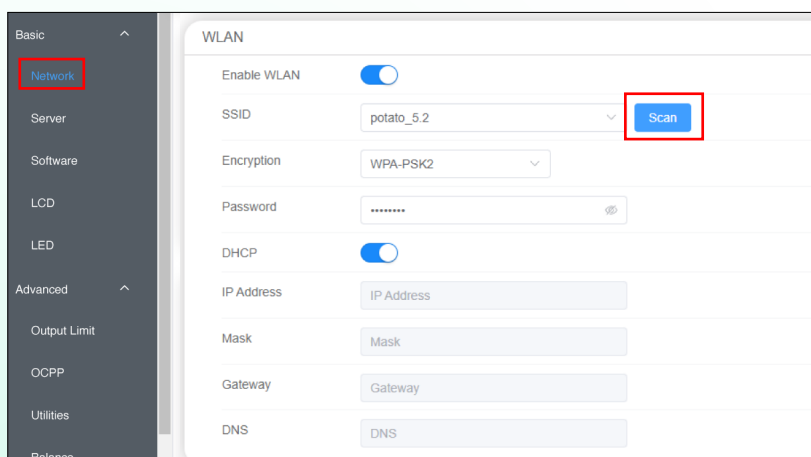 Basic
Network
Server
Software
LCD
LED
Advanced
Output Limit
OCPP
Utilities
Balance
WLAN
Enable WLAN
SSID potato_5.2 Scan
Encryption WPA-PSK2
Password ••••••••
DHCP
IP Address IP Address
Mask Mask
Gateway Gateway
DNS DNS